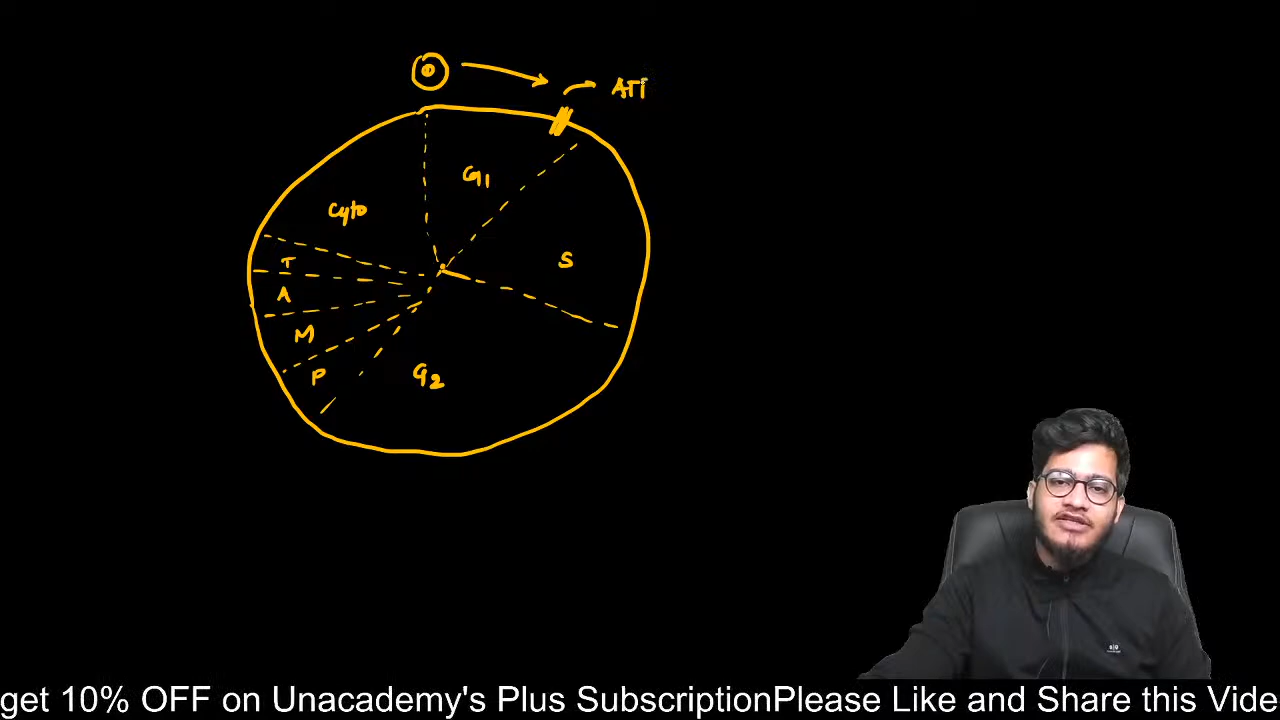 ATI
G1
Cyto
S
T
A
M
P
G2
get 10% OFF on Unacademy's Plus SubscriptionPlease Like and Share this Vide